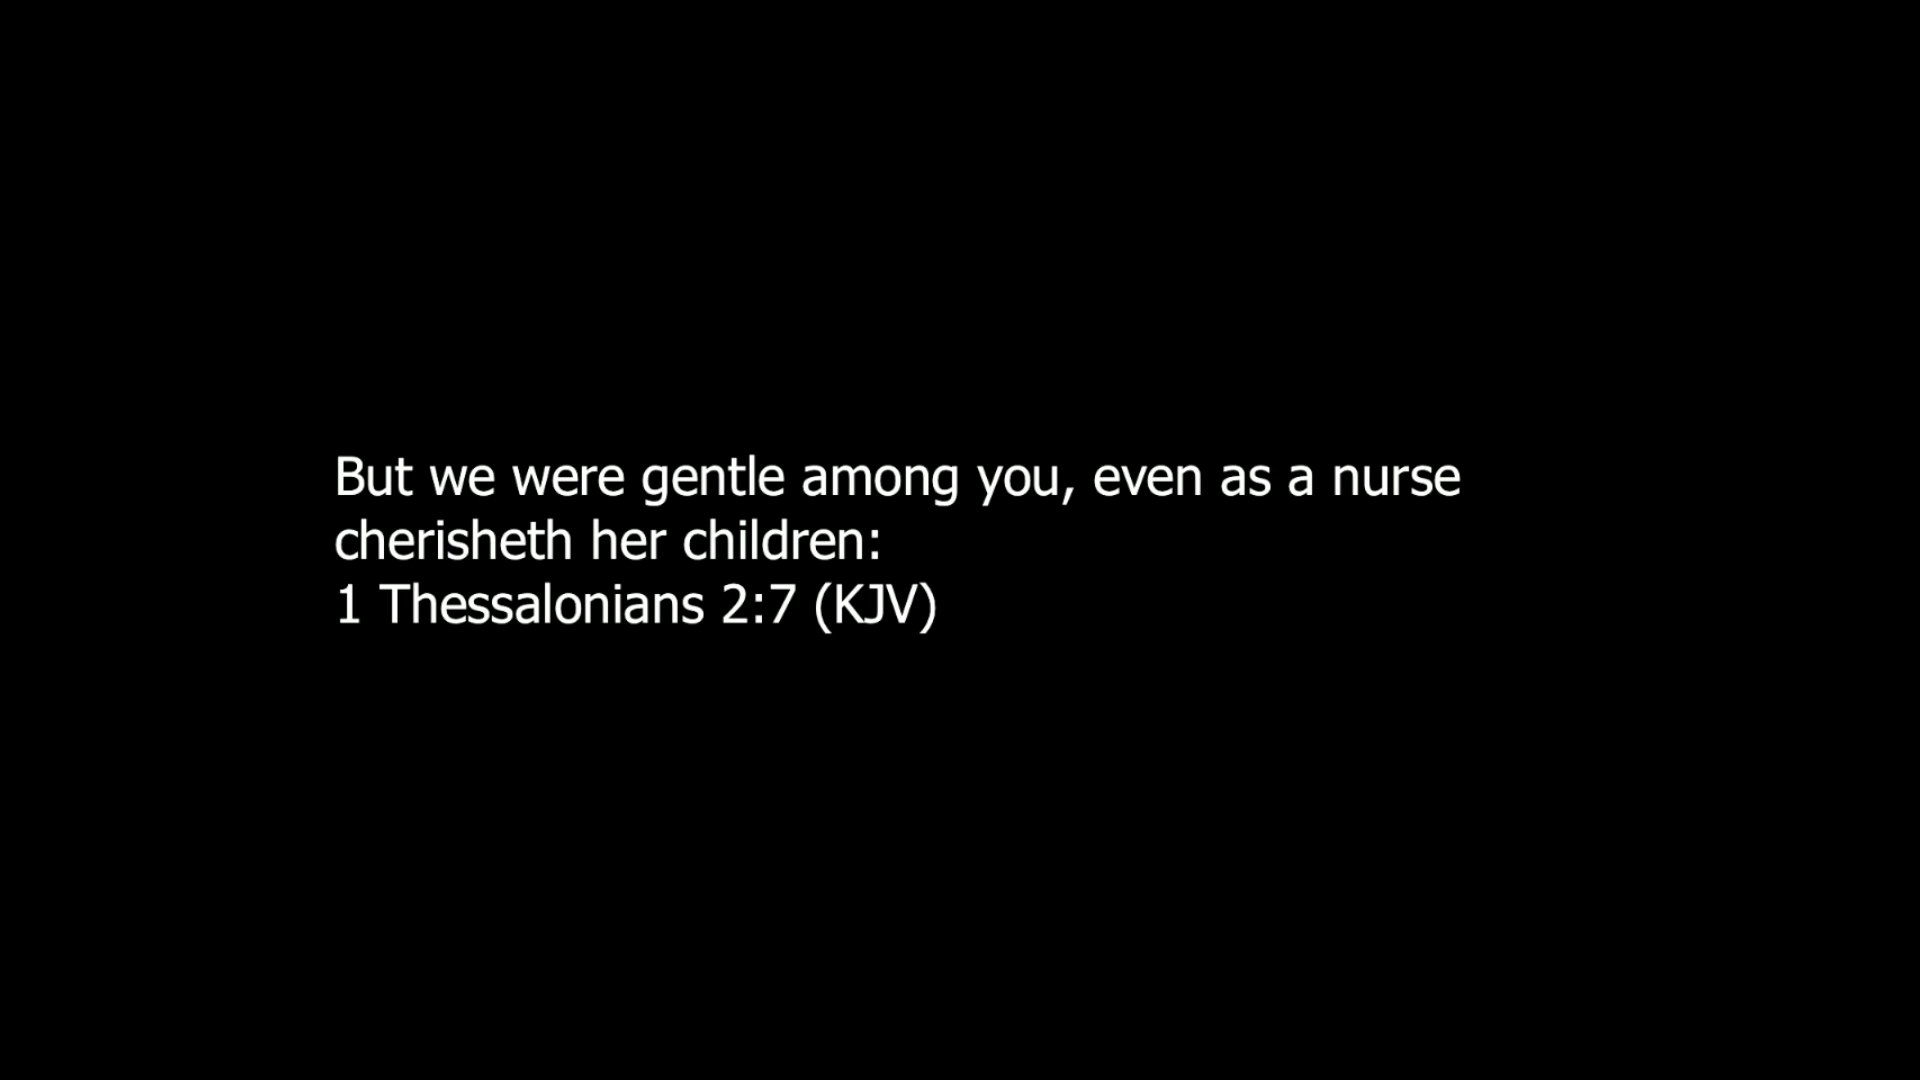 But we were gentle among you, even as a nurse
cherisheth her children:
1 Thessalonians 2:7 (KJV)